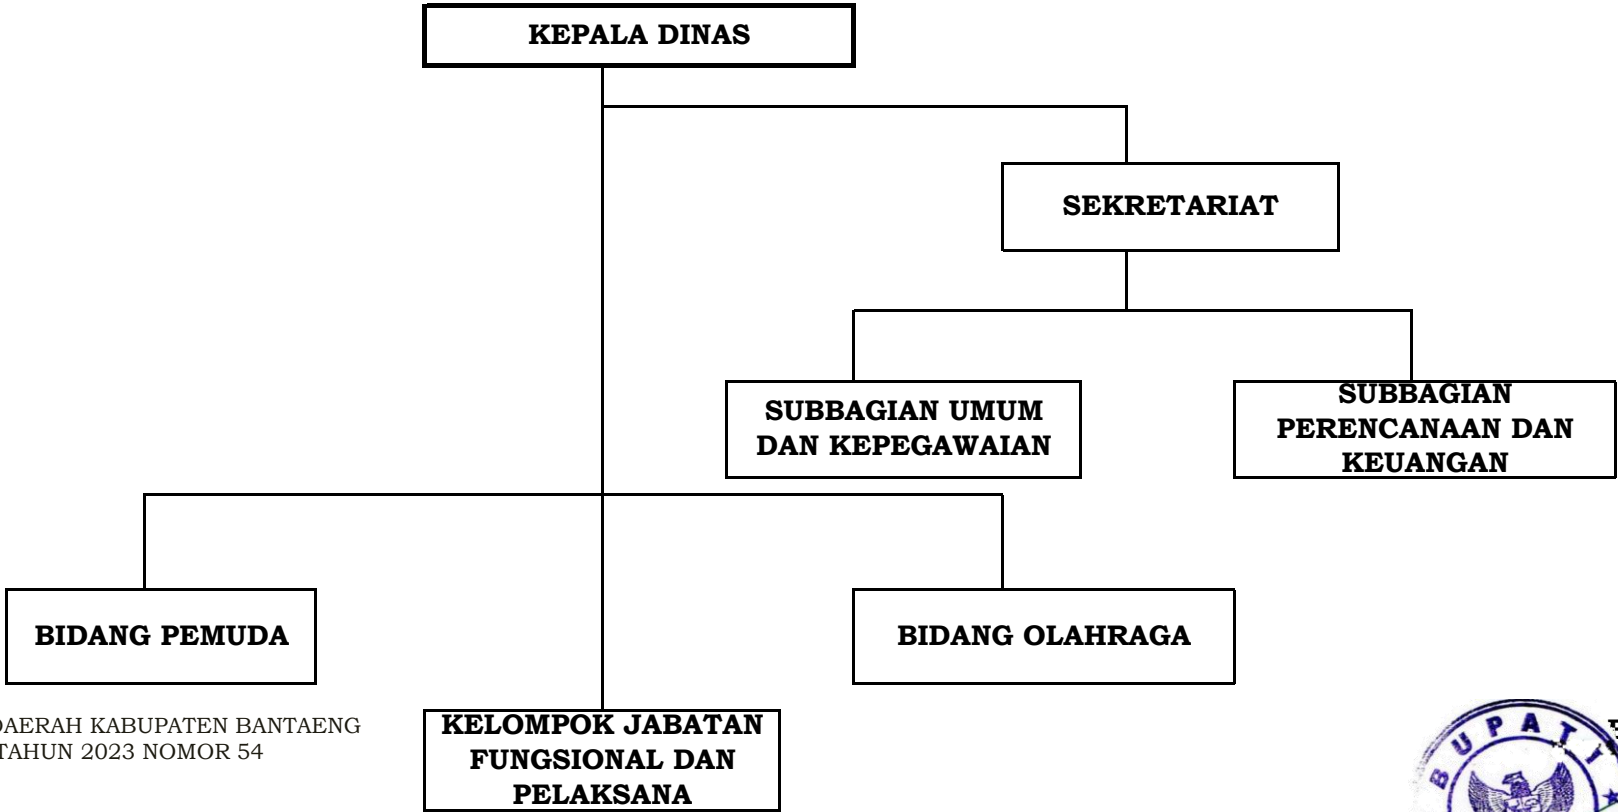 KEPALA DINAS
SEKRETARIAT
SUBBAGIAN UMUM
DAN KEPEGAWAIAN
SUBBAGIAN
PERENCANAAN DAN
KEUANGAN
BIDANG PEMUDA
BIDANG OLAHRAGA
DAERAH KABUPATEN BANTAENG
TAHUN 2023 NOMOR 54
KELOMPOK JABATAN
FUNGSIONAL DAN
PELAKSANA
BUPATI